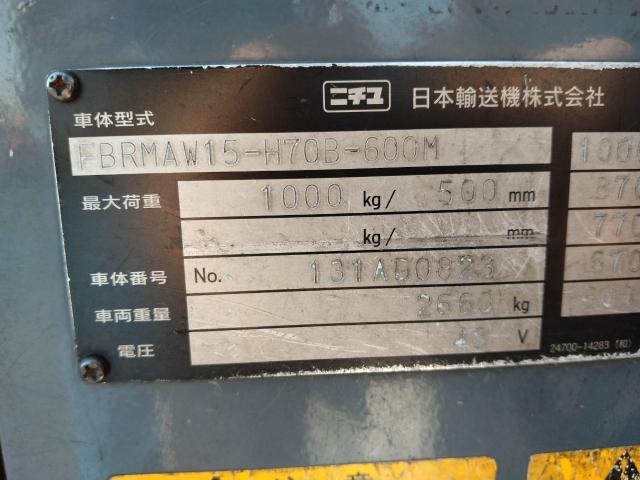 ニチユ 日本輸送機株式会社
車体型式
FBRMAW15-H70B-600M
最大荷重 1000 kg/ 500 mm
kg/ mm
車体番号 No. 131AD0823
車両重量 2660 kg
電圧 48 V
24700-14283 (和)